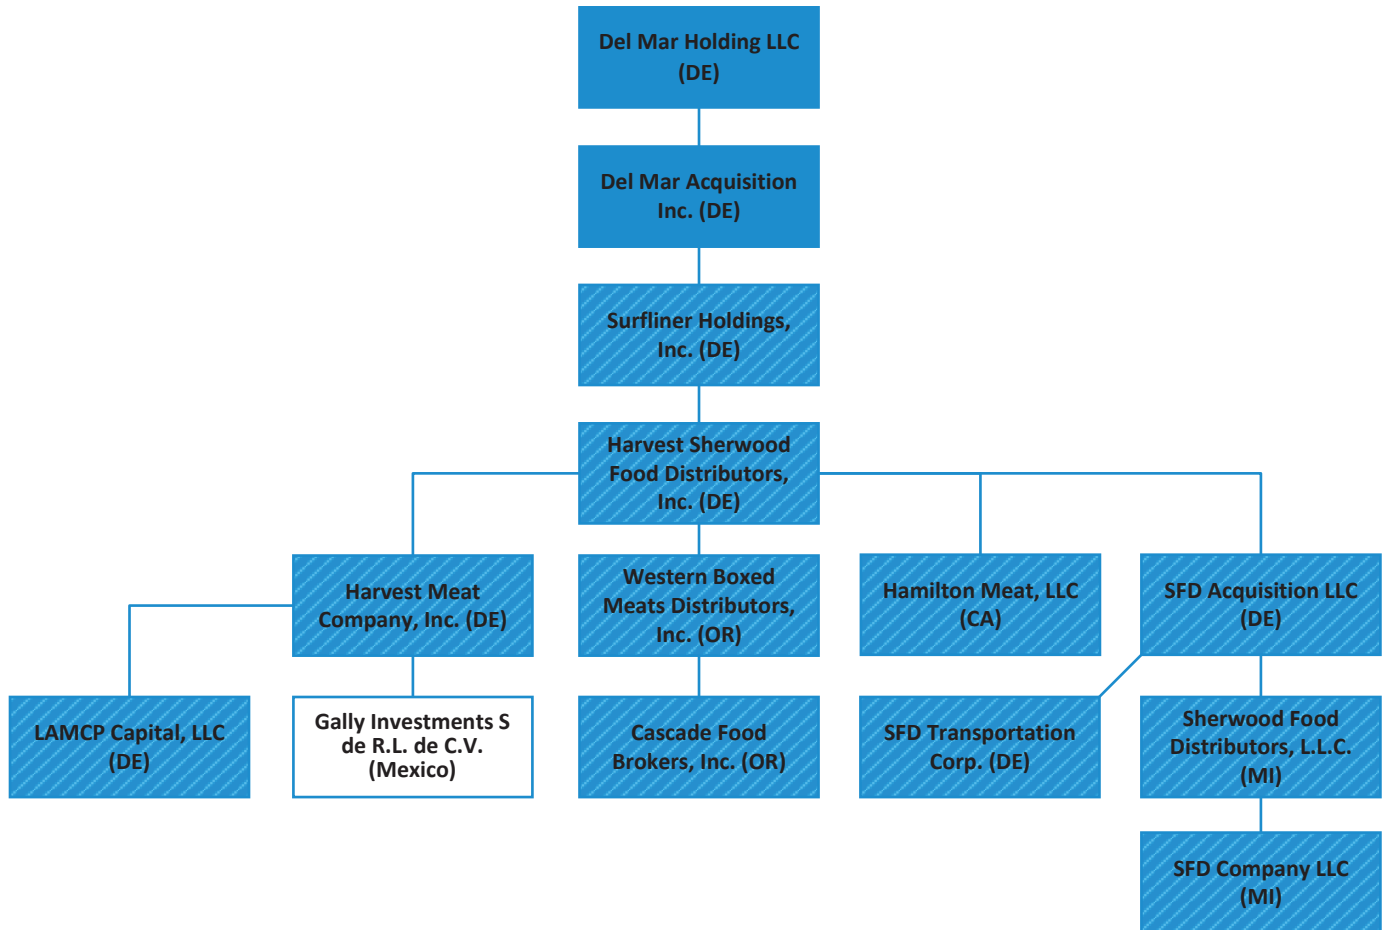 Del Mar Holding LLC
(DE)
Del Mar Acquisition
Inc. (DE)
Surfliner Holdings,
Inc. (DE)
Harvest Sherwood
Food Distributors,
Inc. (DE)
Harvest Meat
Company, Inc. (DE)
Western Boxed
Meats Distributors,
Inc. (OR)
Hamilton Meat, LLC
(CA)
SFD Acquisition LLC
(DE)
LAMCP Capital, LLC
(DE)
Gally Investments S
de R.L. de C.V.
(Mexico)
Cascade Food
Brokers, Inc. (OR)
SFD Transportation
Corp. (DE)
Sherwood Food
Distributors, L.L.C.
(MI)
SFD Company LLC
(MI)